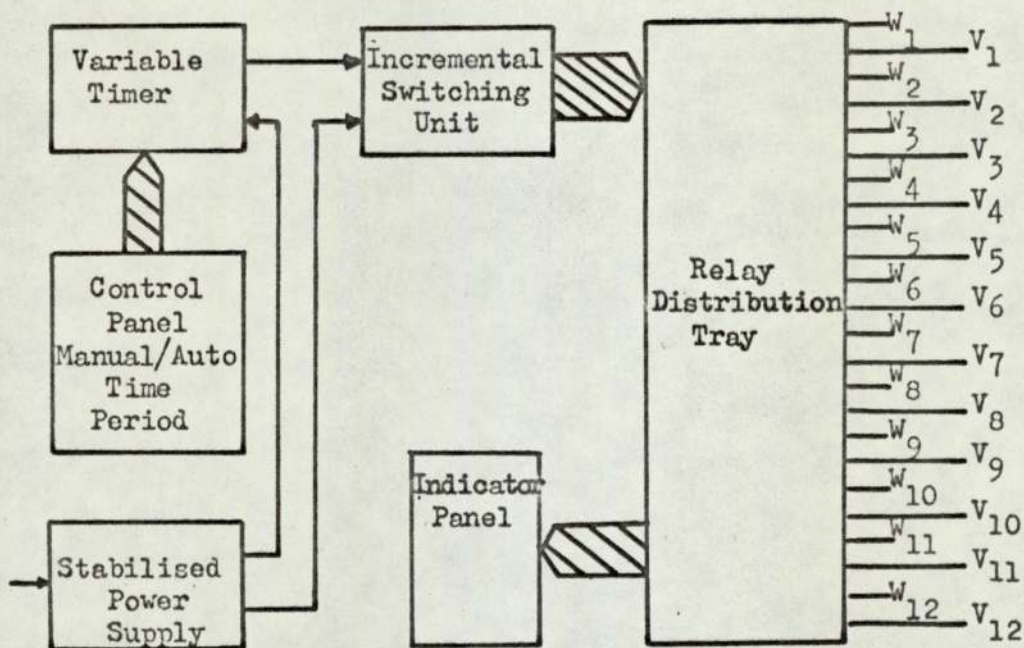 Variable
Timer
Incremental
Switching
Unit
Control
Panel
Manual/Auto
Time
Period
Stabilised
Power
Supply
Indicator
Panel
Relay
Distribution
Tray
W1
V1
W2
V2
W3
V3
W4
V4
W5
V5
W6
V6
W7
V7
W8
V8
W9
V9
W10
V10
W11
V11
W12
V12